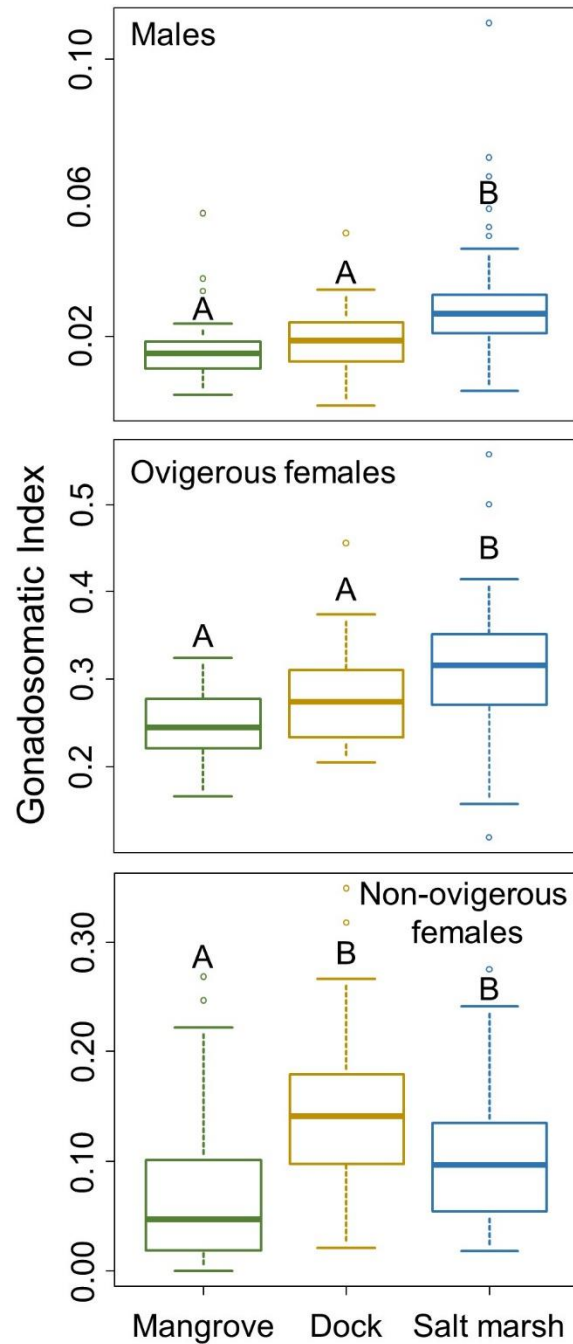 Gonadosomatic Index
Males
0.10
0.06
0.02
A
A
B
Ovigerous females
0.5
0.4
0.3
0.2
A
A
B
Non-ovigerous
females
0.30
0.20
0.10
0.00
A
B
B
Mangrove Dock Salt marsh